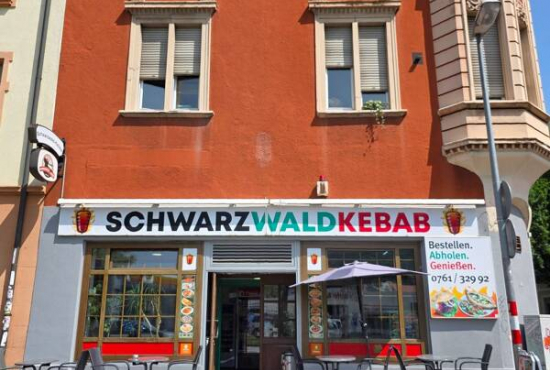 SCHWARZWALDKEBAB
Bestellen.
Abholen.
Genießen.
0761 / 329 92